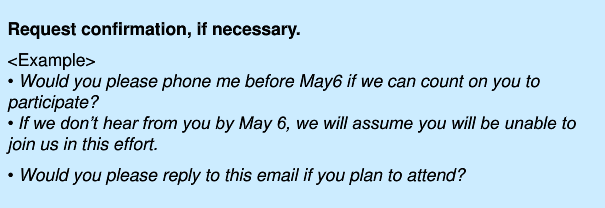 Request confirmation, if necessary.
<Example>
• Would you please phone me before May6 if we can count on you to
participate?
• If we don't hear from you by May 6, we will assume you will be unable to
join us in this effort.
• Would you please reply to this email if you plan to attend?